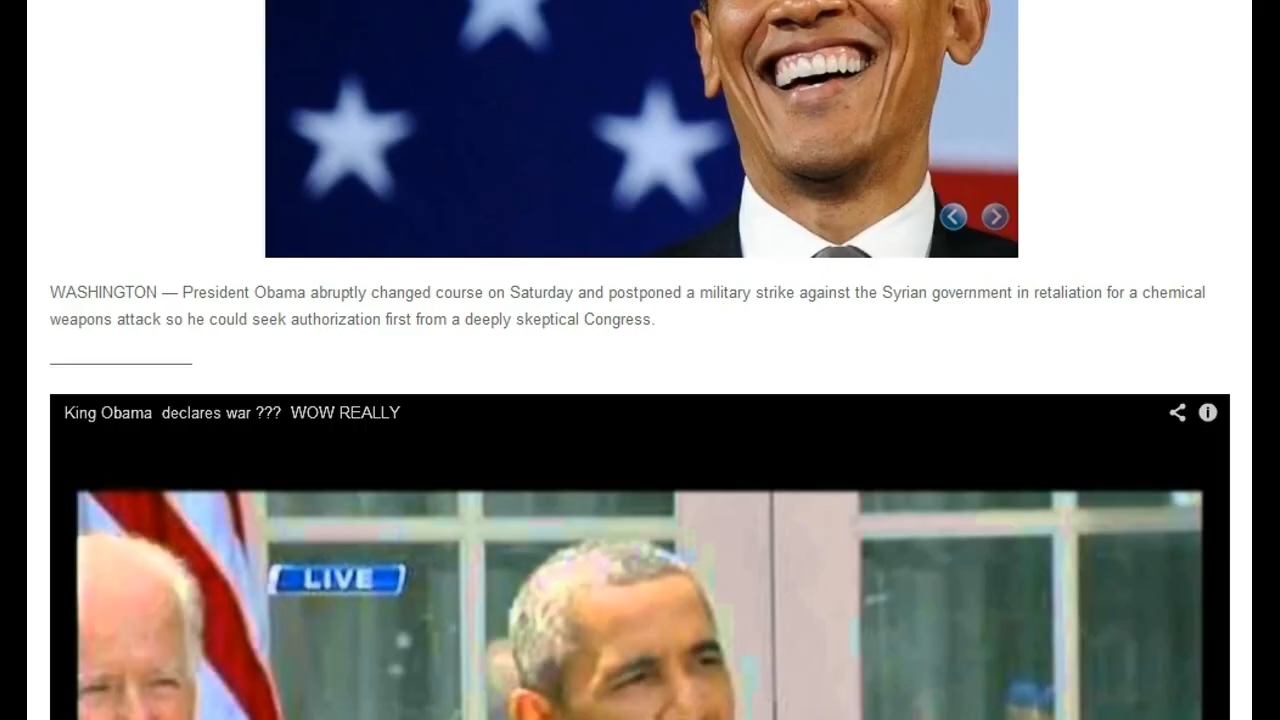 WASHINGTON — President Obama abruptly changed course on Saturday and postponed a military strike against the Syrian government in retaliation for a chemical
weapons attack so he could seek authorization first from a deeply skeptical Congress.
King Obama declares war ??? WOW REALLY
LIVE